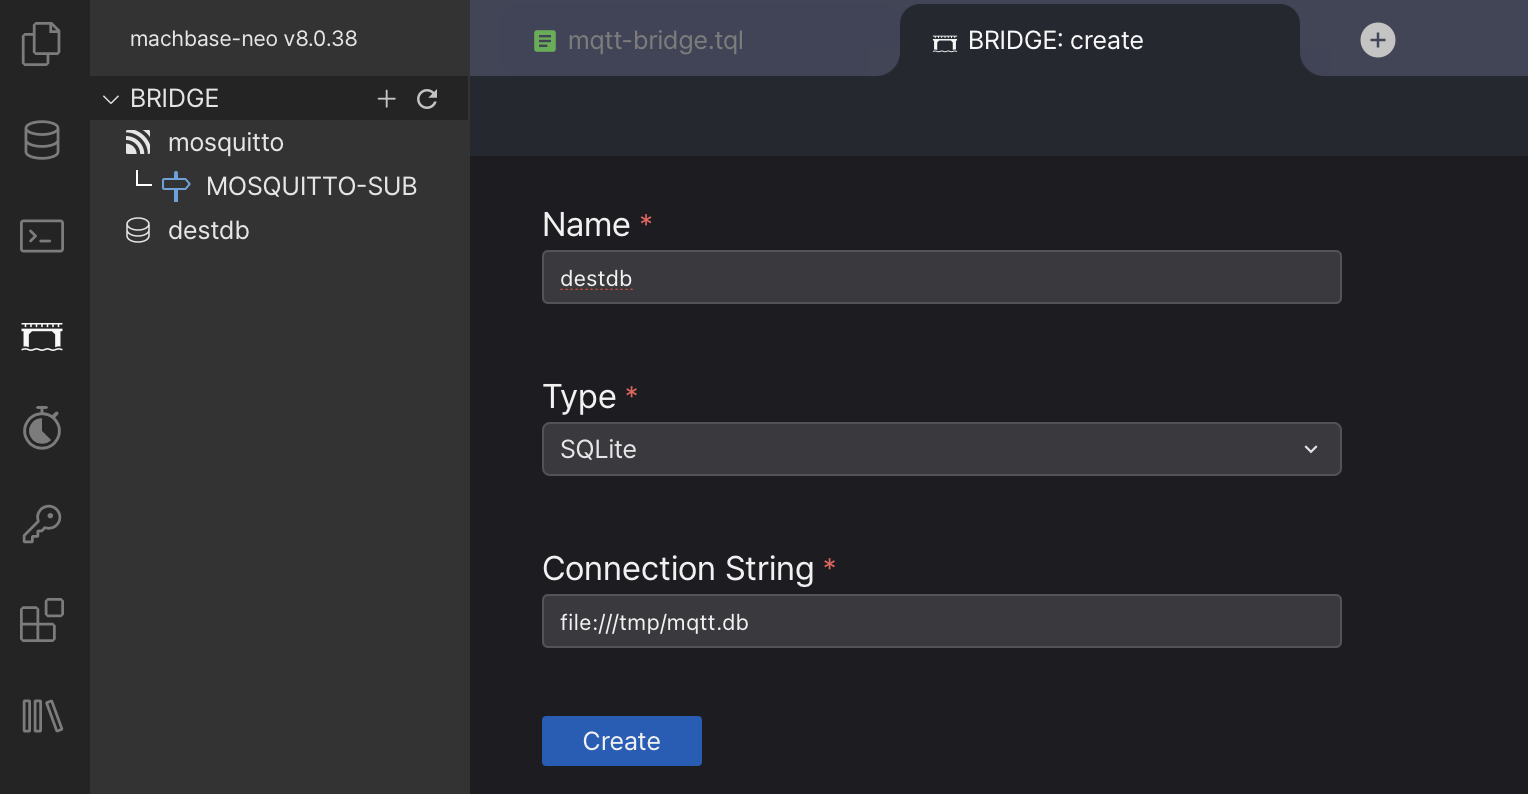 machbase-neo v8.0.38
BRIDGE
mosquitto
MOSQUITTO-SUB
destdb
mqtt-bridge.tql
BRIDGE: create
Name *
destdb
Type *
SQLite
Connection String *
file:///tmp/mqtt.db
Create